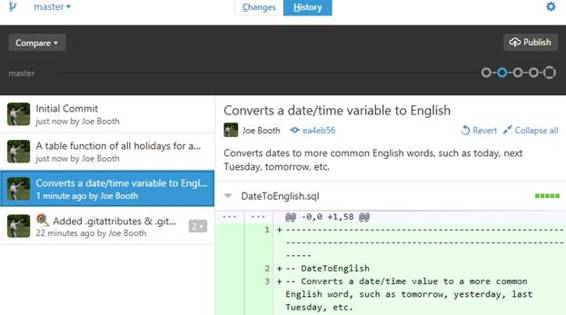 master
Changes
History
Compare
Publish
master
Initial Commit
just now by Joe Booth
A table function of all holidays for a...
just now by Joe Booth
Converts a date/time variable to Engl...
1 minute ago by Joe Booth
Added .gitattributes & .git...
22 minutes ago by Joe Booth
2
Converts a date/time variable to English
Joe Booth ea4eb56 Revert Collapse all
Converts dates to more common English words, such as today, next
Tuesday, tomorrow, etc.
DateToEnglish.sql
... ... @@ -0,0 +1,58 @@
1 + ------------------------------------------------
--------------------------------------------------
-----
2 + -- DateToEnglish
3 + -- Converts a date/time value to a more common
English word, such as tomorrow, yesterday, last
Tuesday, etc.